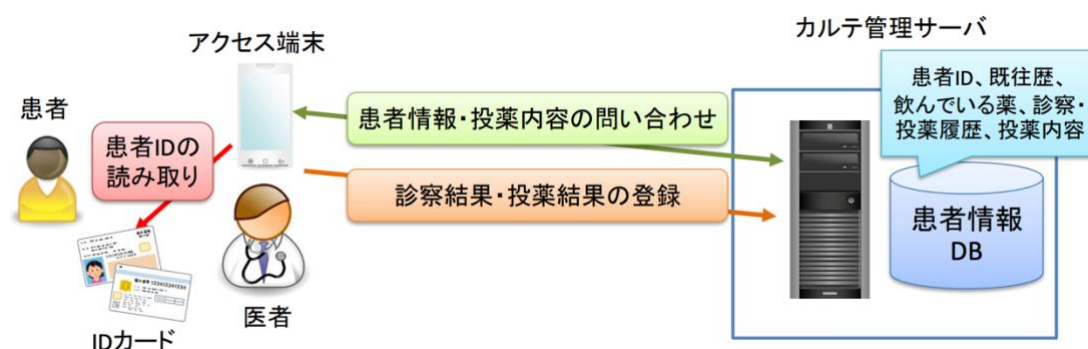 アクセス端末
カルテ管理サーバ
患者
患者IDの
読み取り
患者情報・投薬内容の問い合わせ
診察結果・投薬結果の登録
患者ID、既往歴、
飲んでいる薬、診察・
投薬履歴、投薬内容
患者情報
DB
医者
IDカード